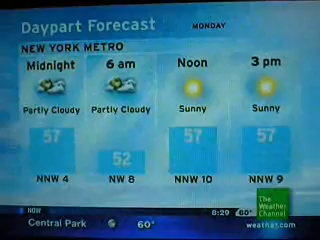 Daypart Forecast MONDAY
NEW YORK METRO
Midnight 6 am Noon 3 pm
Partly Cloudy Partly Cloudy Sunny Sunny
57 52 57 57
NNW 4 NW 8 NNW 10 NNW 9
The Weather Channel
NOW 8:29 60°
Central Park 60° weather.com